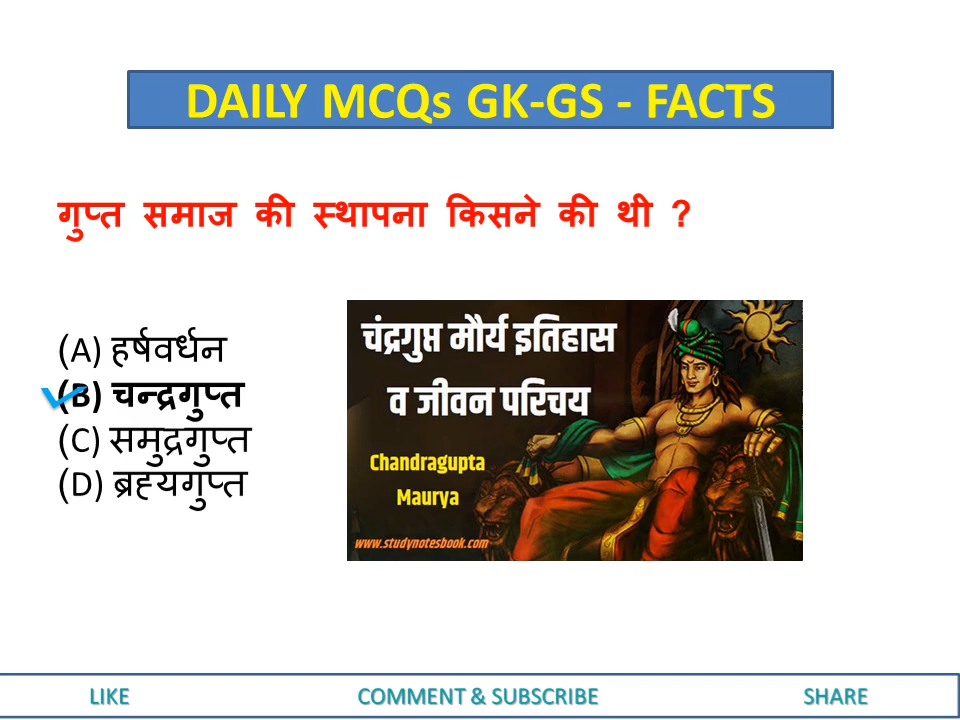 DAILY MCQs GK-GS - FACTS
गुप्त समाज की स्थापना किसने की थी ?
(A) हर्षवर्धन
(B) चन्द्रगुप्त
(C) समुद्रगुप्त
(D) ब्रह्यगुप्त
चंद्रगुप्त मौर्य इतिहास
व जीवन परिचय
Chandragupta
Maurya
www.studynotesbook.com
LIKE COMMENT & SUBSCRIBE SHARE